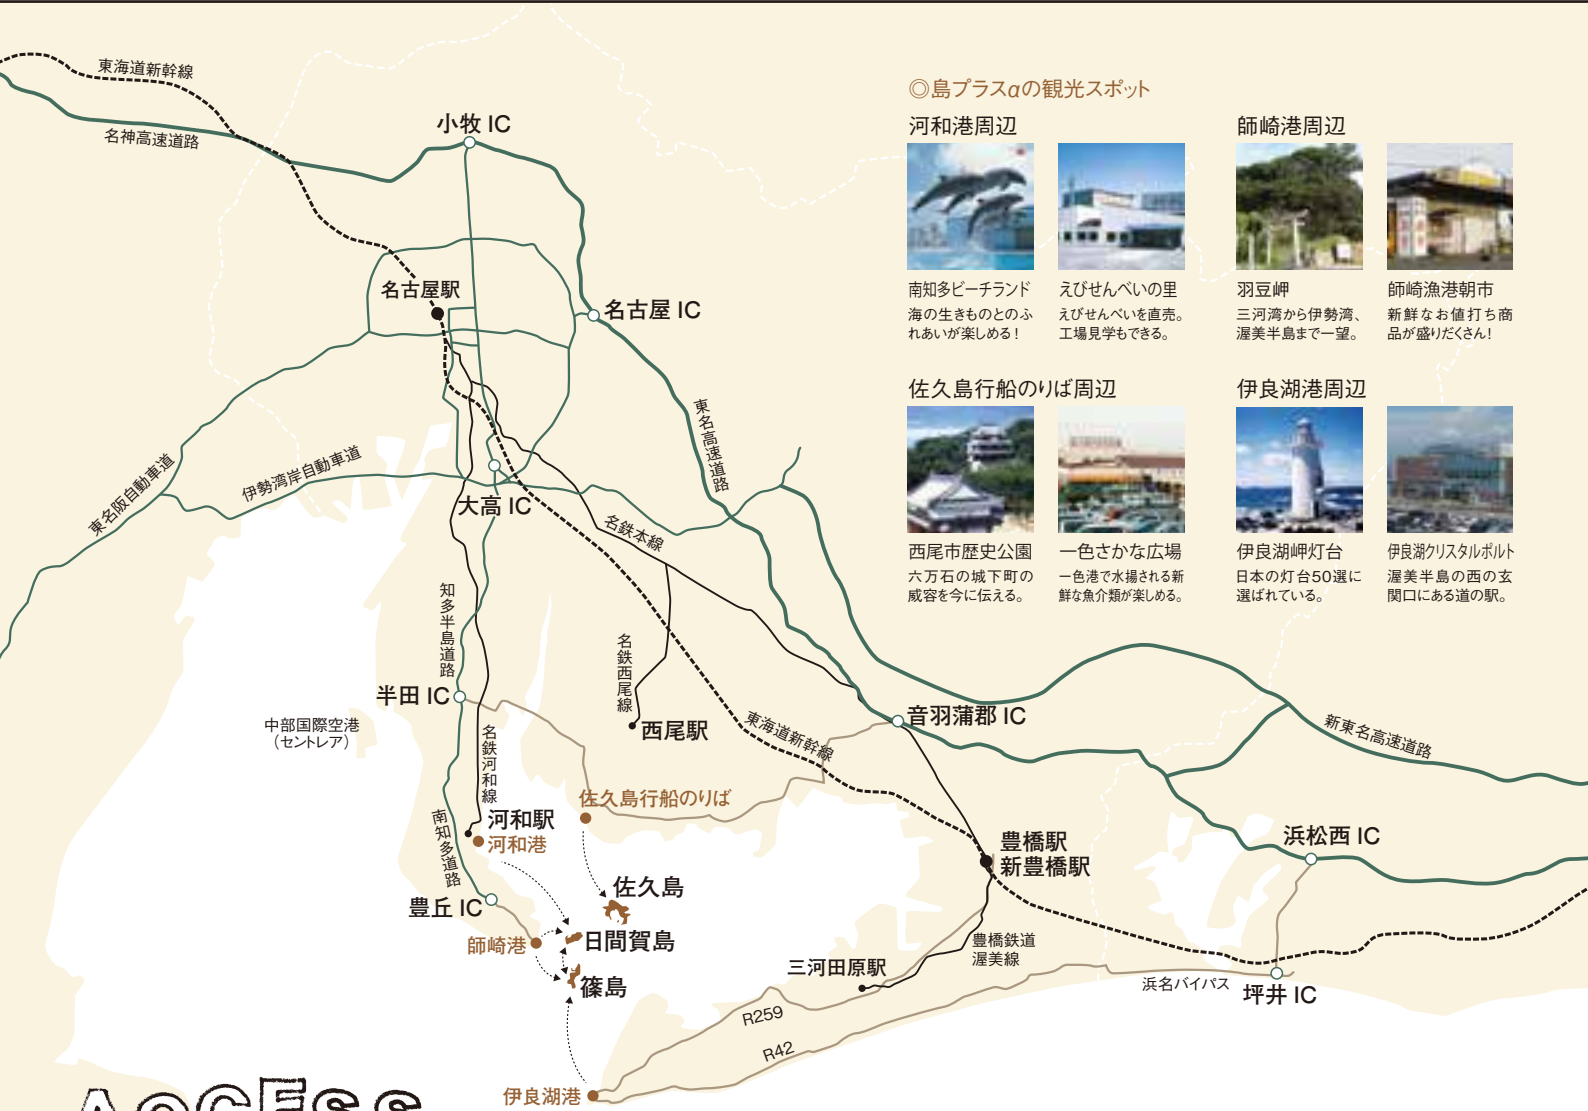 東海道新幹線
名神高速道路
小牧 IC
名古屋駅
名古屋 IC
東名高速道路
東名阪自動車道
伊勢湾岸自動車道
大高 IC
名鉄本線
知多半島道路
名鉄西尾線
半田 IC
中部国際空港
(セントレア)
名鉄河和線
西尾駅
東海道新幹線
音羽蒲郡 IC
新東名高速道路
南知多道路
河和駅
河和港
佐久島行船のりば
豊橋駅
新豊橋駅
浜松西 IC
豊丘 IC
佐久島
師崎港
日間賀島
篠島
三河田原駅
豊橋鉄道
渥美線
浜名バイパス
坪井 IC
R259
R42
伊良湖港
ACCESS
◎島プラスαの観光スポット
河和港周辺
南知多ビーチランド
海の生きものとのふ
れあいが楽しめる!
えびせんべいの里
えびせんべいを直売。
工場見学もできる。
師崎港周辺
羽豆岬
三河湾から伊勢湾、
渥美半島まで一望。
師崎漁港朝市
新鮮なお値打ち商
品が盛りだくさん!
佐久島行船のりば周辺
西尾市歴史公園
六万石の城下町の
威容を今に伝える。
一色さかな広場
一色港で水揚される新
鮮な魚介類が楽しめる。
伊良湖港周辺
伊良湖岬灯台
日本の灯台50選に
選ばれている。
伊良湖クリスタルポルト
渥美半島の西の玄
関口にある道の駅。